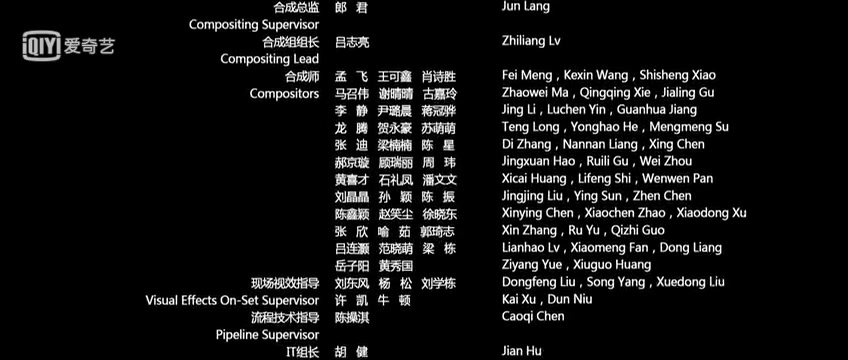 合成总监 郎 君 Jun Lang
Compositing Supervisor
iQIYI 爱奇艺
合成组组长 吕志亮 Zhiliang Lv
Compositing Lead
合成师 孟 飞 王可鑫 肖诗胜 Fei Meng , Kexin Wang , Shisheng Xiao
Compositors 马召伟 谢晴晴 古嘉玲 Zhaowei Ma , Qingqing Xie , Jialing Gu
李 静 尹璐晨 蒋冠骅 Jing Li , Luchen Yin , Guanhua Jiang
龙 腾 贺永豪 苏萌萌 Teng Long , Yonghao He , Mengmeng Su
张 迪 梁楠楠 陈 星 Di Zhang , Nannan Liang , Xing Chen
郝京璇 顾瑞丽 周 玮 Jingxuan Hao , Ruili Gu , Wei Zhou
黄喜才 石礼凤 潘文文 Xicai Huang , Lifeng Shi , Wenwen Pan
刘晶晶 孙 颖 陈 振 Jingjing Liu , Ying Sun , Zhen Chen
陈鑫颖 赵笑尘 徐晓东 Xinying Chen , Xiaochen Zhao , Xiaodong Xu
张 欣 喻 茹 郭琦志 Xin Zhang , Ru Yu , Qizhi Guo
吕连灏 范晓萌 梁 栋 Lianhao Lv , Xiaomeng Fan , Dong Liang
岳子阳 黄秀国 Ziyang Yue , Xiuguo Huang
现场视效指导 刘东风 杨 松 刘学栋 Dongfeng Liu , Song Yang , Xuedong Liu
Visual Effects On-Set Supervisor 许 凯 牛 顿 Kai Xu , Dun Niu
流程技术指导 陈操淇 Caoqi Chen
Pipeline Supervisor
IT组长 胡 健 Jian Hu